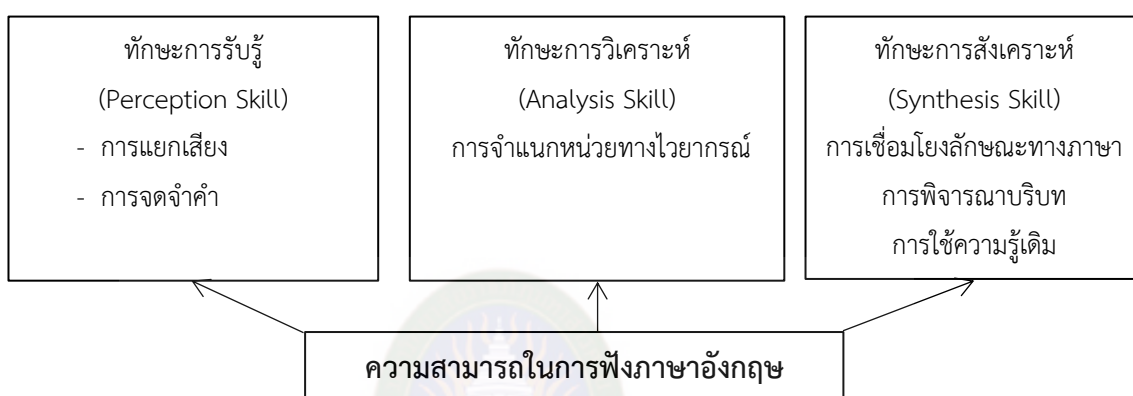 ทักษะการรับรู้
(Perception Skill)
- การแยกเสียง
- การจดจำคำ
ทักษะการวิเคราะห์
(Analysis Skill)
การจำแนกหน่วยทางไวยากรณ์
ทักษะการสังเคราะห์
(Synthesis Skill)
การเชื่อมโยงลักษณะทางภาษา
การพิจารณาบริบท
การใช้ความรู้เดิม
ความสามารถในการฟังภาษาอังกฤษ